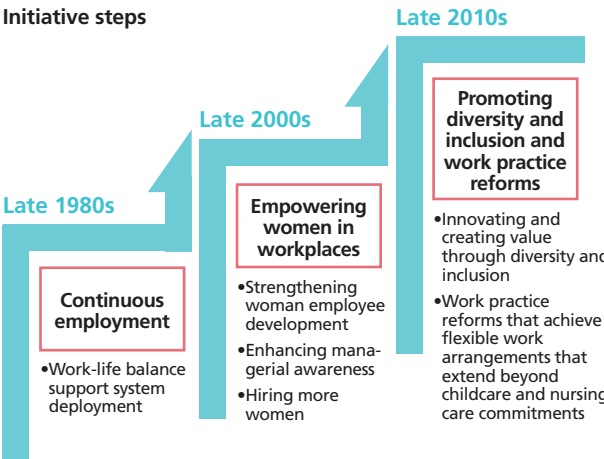 Initiative steps
Late 1980s
Continuous
employment
•Work-life balance
support system
deployment
Late 2000s
Empowering
women in
workplaces
•Strengthening
woman employee
development
•Enhancing mana-
gerial awareness
•Hiring more
women
Late 2010s
Promoting
diversity and
inclusion and
work practice
reforms
•Innovating and
creating value
through diversity and
inclusion
•Work practice
reforms that achieve
flexible work
arrangements that
extend beyond
childcare and nursing
care commitments